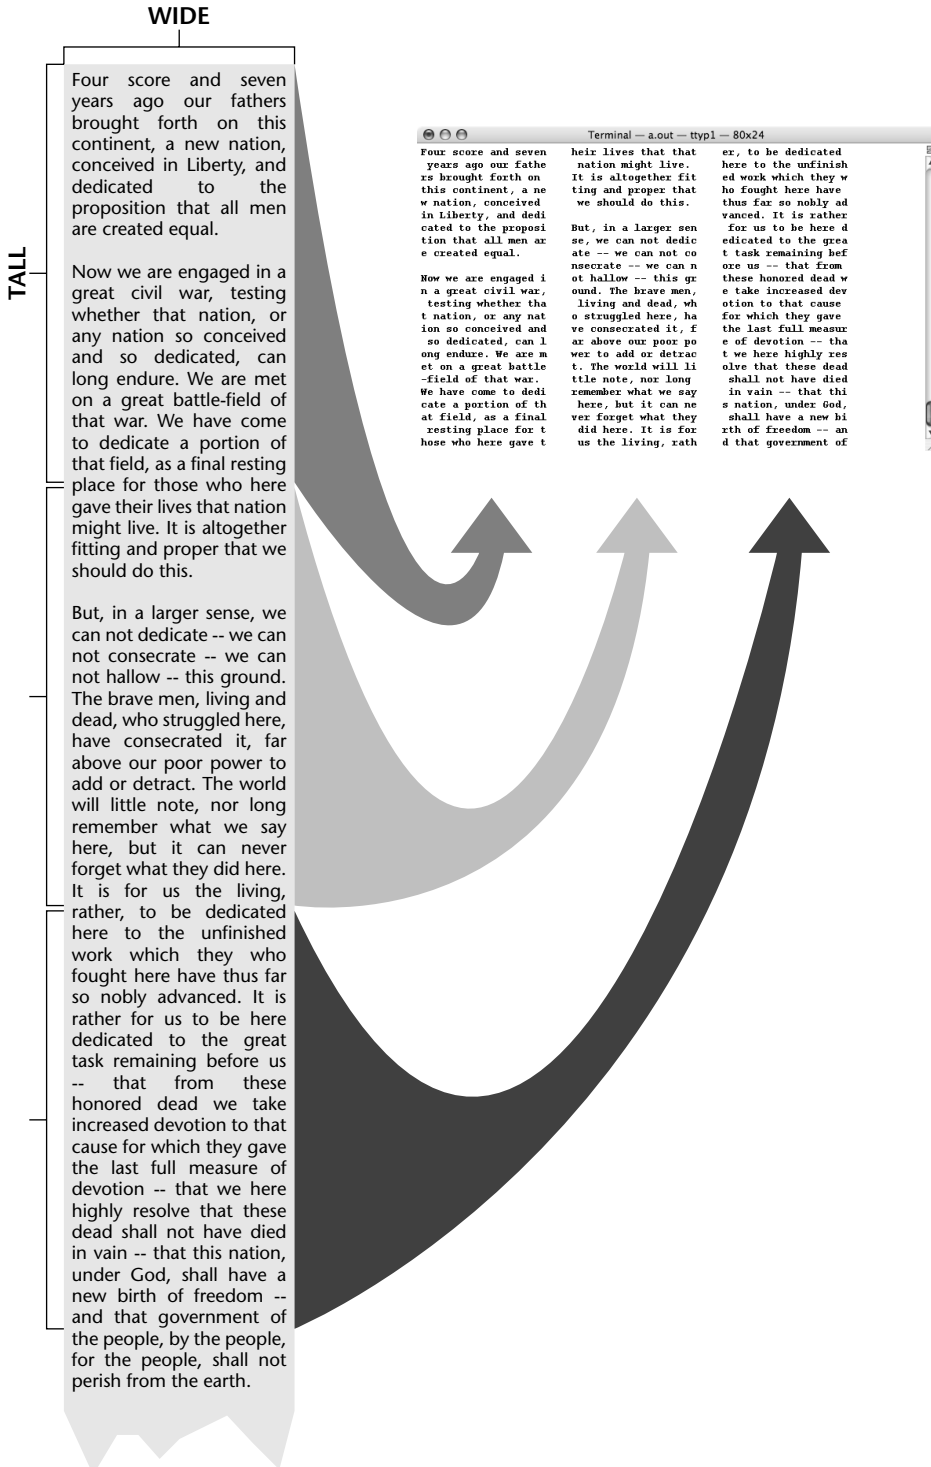 WIDE
TALL
Four score and seven
years ago our fathers
brought forth on this
continent, a new nation,
conceived in Liberty, and
dedicated to the
proposition that all men
are created equal.
Now we are engaged in a
great civil war, testing
whether that nation, or
any nation so conceived
and so dedicated, can
long endure. We are met
on a great battle-field of
that war. We have come
to dedicate a portion of
that field, as a final resting
place for those who here
gave their lives that nation
might live. It is altogether
fitting and proper that we
should do this.
But, in a larger sense, we
can not dedicate -- we can
not consecrate -- we can
not hallow -- this ground.
The brave men, living and
dead, who struggled here,
have consecrated it, far
above our poor power to
add or detract. The world
will little note, nor long
remember what we say
here, but it can never
forget what they did here.
It is for us the living,
rather, to be dedicated
here to the unfinished
work which they who
fought here have thus far
so nobly advanced. It is
rather for us to be here
dedicated to the great
task remaining before us
-- that from these
honored dead we take
increased devotion to that
cause for which they gave
the last full measure of
devotion -- that we here
highly resolve that these
dead shall not have died
in vain -- that this nation,
under God, shall have a
new birth of freedom --
and that government of
the people, by the people,
for the people, shall not
perish from the earth.
Terminal — a.out — ttyp1 — 80x24
Four score and seven
years ago our fathe
rs brought forth on
this continent, a ne
w nation, conceived
in Liberty, and dedi
cated to the proposi
tion that all men ar
e created equal.
Now we are engaged i
n a great civil war,
testing whether tha
t nation, or any nat
ion so conceived and
so dedicated, can l
ong endure. We are m
et on a great battle
-field of that war.
We have come to dedi
cate a portion of th
at field, as a final
resting place for t
hose who here gave t
heir lives that that
nation might live.
It is altogether fit
ting and proper that
we should do this.
But, in a larger sen
se, we can not dedic
ate -- we can not co
nsecrate -- we can n
ot hallow -- this gr
ound. The brave men,
living and dead, wh
o struggled here, ha
ve consecrated it, f
ar above our poor po
wer to add or detrac
t. The world will li
ttle note, nor long
remember what we say
here, but it can ne
ver forget what they
did here. It is for
us the living, rath
er, to be dedicated
here to the unfinish
ed work which they w
ho fought here have
thus far so nobly ad
vanced. It is rather
for us to be here d
edicated to the grea
t task remaining bef
ore us -- that from
these honored dead w
e take increased dev
otion to that cause
for which they gave
the last full measur
e of devotion -- tha
t we here highly res
olve that these dead
shall not have died
in vain -- that thi
s nation, under God,
shall have a new bi
rth of freedom -- an
d that government of